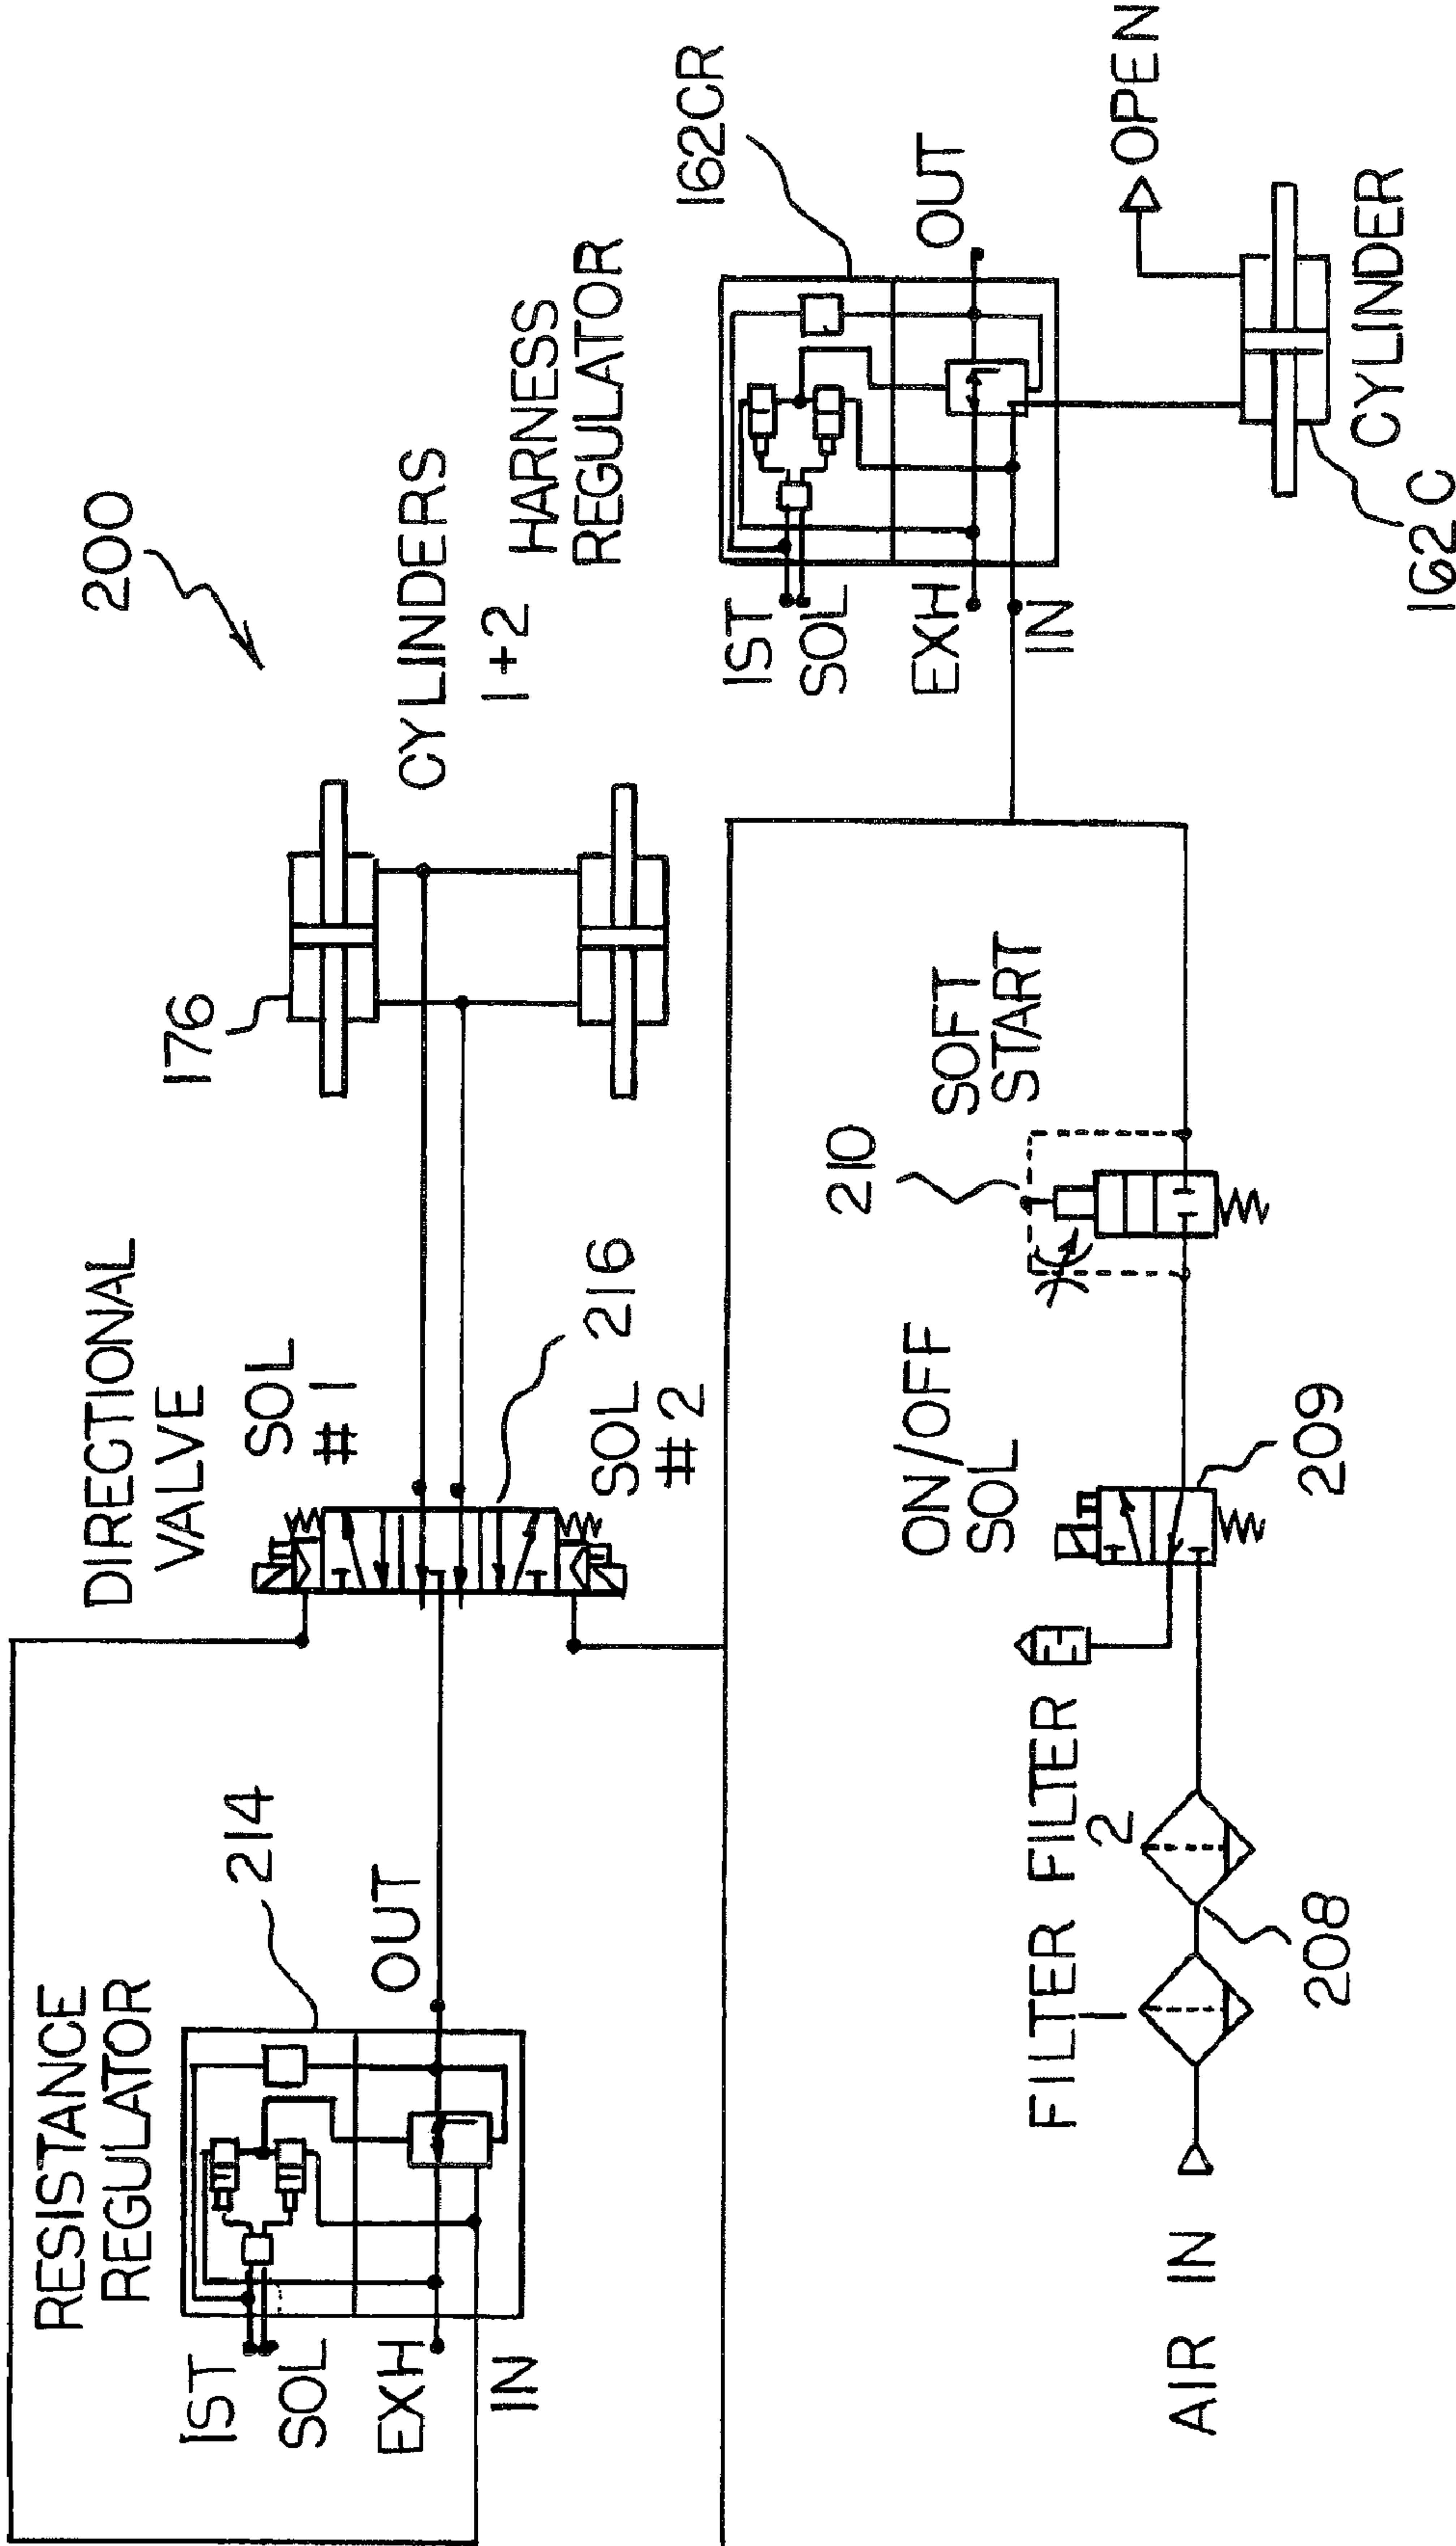 200
RESISTANCE
REGULATOR
214
IST
SOL
EXH
IN
OUT
DIRECTIONAL
VALVE
SOL
#1
216
SOL
#2
176
CYLINDERS
1+2
HARNESS
REGULATOR
162CR
IST
SOL
EXH
IN
OUT
OPEN
CYLINDER
162C
SOFT
START
210
ON/OFF
SOL
209
FILTER
1
FILTER
2
208
AIR IN